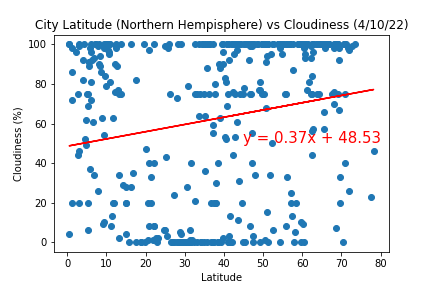 City Latitude (Northern Hempisphere) vs Cloudiness (4/10/22)
100
80
60
40
20
0
Cloudiness (%)
y = 0.37x + 48.53
0 10 20 30 40 50 60 70 80
Latitude